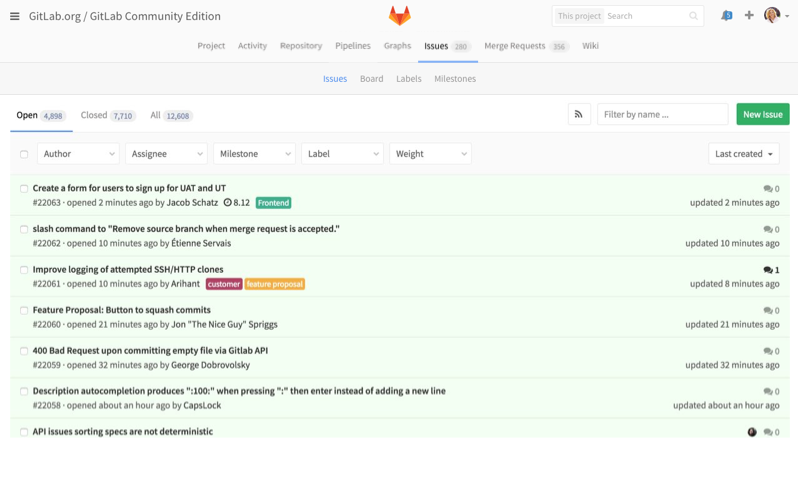 GitLab.org / GitLab Community Edition
This project Search
Project Activity Repository Pipelines Graphs Issues 280 Merge Requests 356 Wiki
Issues Board Labels Milestones
Open 4,898 Closed 7,710 All 12,608
Filter by name ...
New Issue
Author Assignee Milestone Label Weight Last created
Create a form for users to sign up for UAT and UT 0
#22063 · opened 2 minutes ago by Jacob Schatz 8.12 Frontend updated 2 minutes ago
slash command to "Remove source branch when merge request is accepted." 0
#22062 · opened 10 minutes ago by Étienne Servais updated 10 minutes ago
Improve logging of attempted SSH/HTTP clones 1
#22061 · opened 10 minutes ago by Arihant customer feature proposal updated 8 minutes ago
Feature Proposal: Button to squash commits 0
#22060 · opened 21 minutes ago by Jon "The Nice Guy" Spriggs updated 21 minutes ago
400 Bad Request upon committing empty file via Gitlab API 0
#22059 · opened 32 minutes ago by George Dobrovolsky updated 32 minutes ago
Description autocompletion produces ":100:" when pressing ":" then enter instead of adding a new line 0
#22058 · opened about an hour ago by CapsLock updated about an hour ago
API issues sorting specs are not deterministic 0